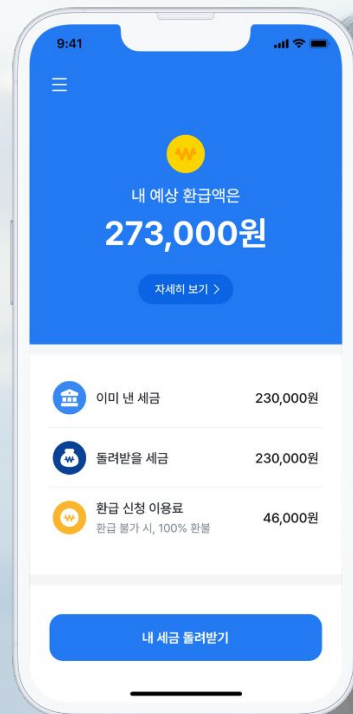 9:41
내 예상 환급액은
273,000원
자세히 보기 >
이미 낸 세금 230,000원
돌려받을 세금 230,000원
환급 신청 이용료 46,000원
환급 불가 시, 100% 환불
내 세금 돌려받기